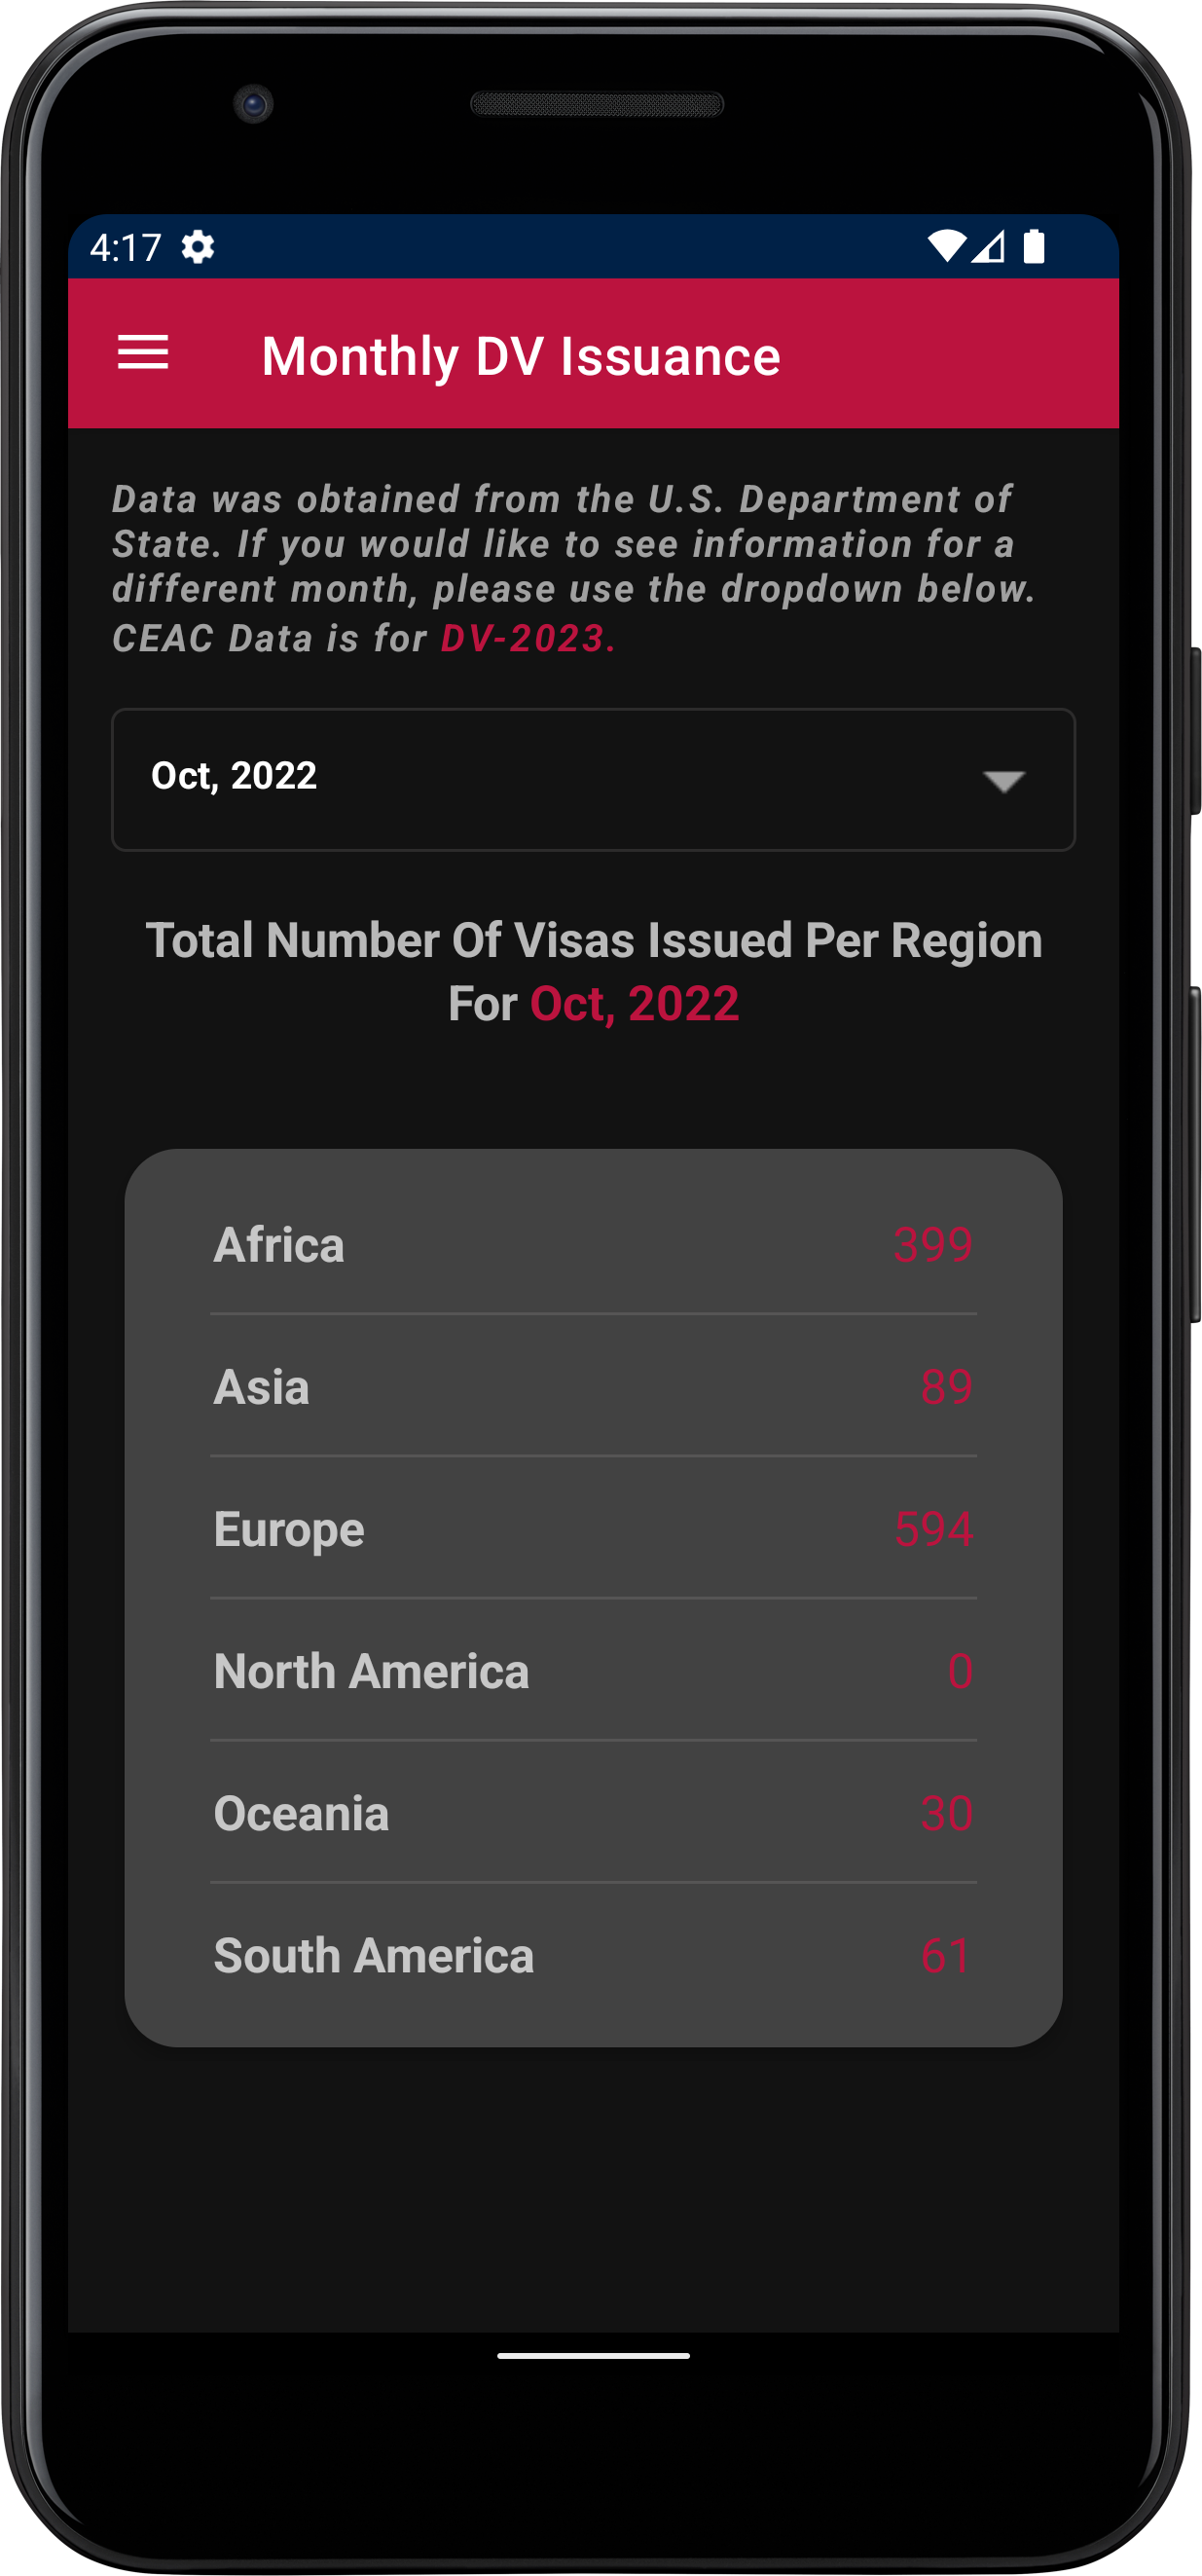 4:17
Monthly DV Issuance
Data was obtained from the U.S. Department of
State. If you would like to see information for a
different month, please use the dropdown below.
CEAC Data is for DV-2023.
Oct, 2022
Total Number Of Visas Issued Per Region
For Oct, 2022
Africa 399
Asia 89
Europe 594
North America 0
Oceania 30
South America 61